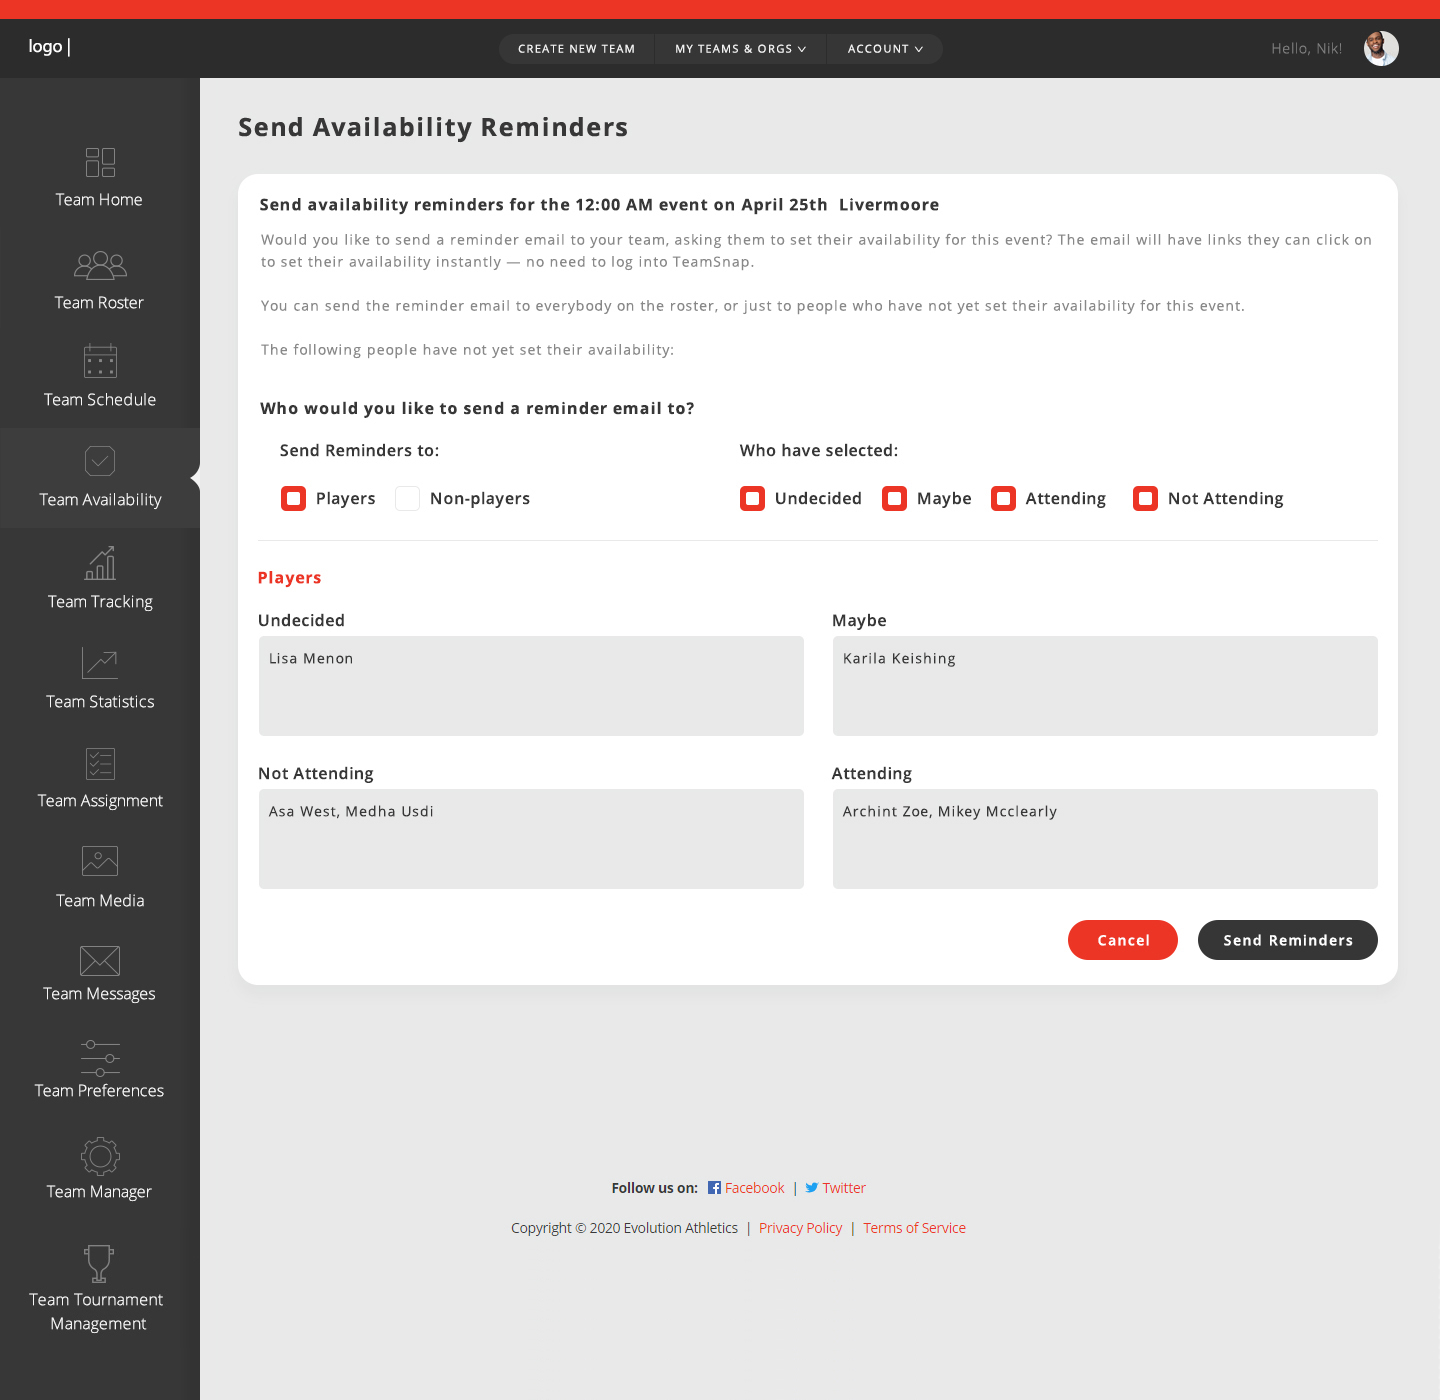 logo |
CREATE NEW TEAM
MY TEAMS & ORGS
ACCOUNT
Hello, Nik!
Team Home
Team Roster
Team Schedule
Team Availability
Team Tracking
Team Statistics
Team Assignment
Team Media
Team Messages
Team Preferences
Team Manager
Team Tournament
Management
Send Availability Reminders
Send availability reminders for the 12:00 AM event on April 25th Livermoore
Would you like to send a reminder email to your team, asking them to set their availability for this event? The email will have links they can click on
to set their availability instantly — no need to log into TeamSnap.
You can send the reminder email to everybody on the roster, or just to people who have not yet set their availability for this event.
The following people have not yet set their availability:
Who would you like to send a reminder email to?
Send Reminders to:
Players
Non-players
Who have selected:
Undecided
Maybe
Attending
Not Attending
Players
Undecided
Lisa Menon
Maybe
Karila Keishing
Not Attending
Asa West, Medha Usdi
Attending
Archint Zoe, Mikey Mcclearly
Cancel
Send Reminders
Follow us on: Facebook | Twitter
Copyright © 2020 Evolution Athletics | Privacy Policy | Terms of Service